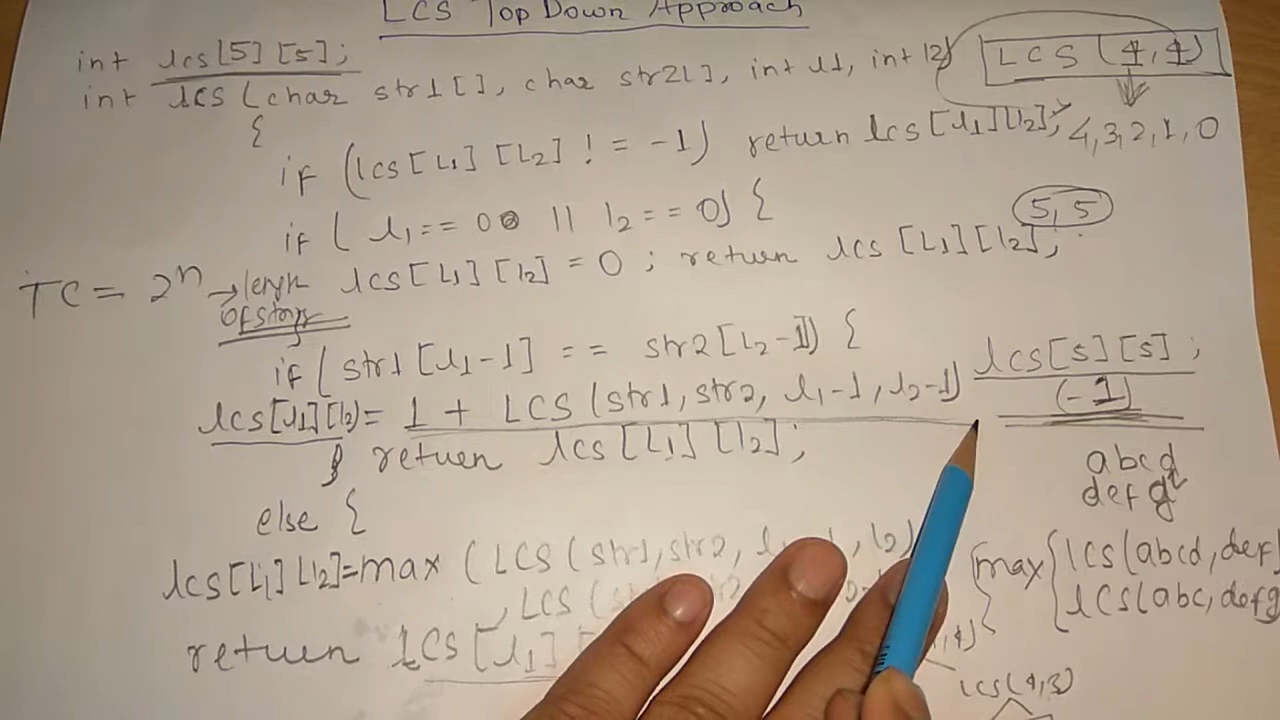 LCS Top Down Approach
int lcs[5][5];
int lcs (char str1[], char str2[], int l1, int l2)
LCS (4,4)
{
if (lcs[L1][L2] != -1) return lcs[l1][l2];
4,3,2,1,0
if ( l1 == 0 || l2 == 0) {
5,5
TC = 2^n → length of strings
lcs[L1][l2] = 0; return lcs[L1][l2];
if (str1[l1-1] == str2[L2-1]) {
lcs[5][5];
(-1)
lcs[l1][l2] = 1 + LCS (str1, str2, l1-1, l2-1)
} return lcs[L1][l2];
abcd
defg
else {
lcs[L1][L2]=max (LCS (str1,str2, , l2)
, LCS (
max { lcs(abcd,def)
lcs(abc,defg
return LCS[l1]
lcs(4,3)